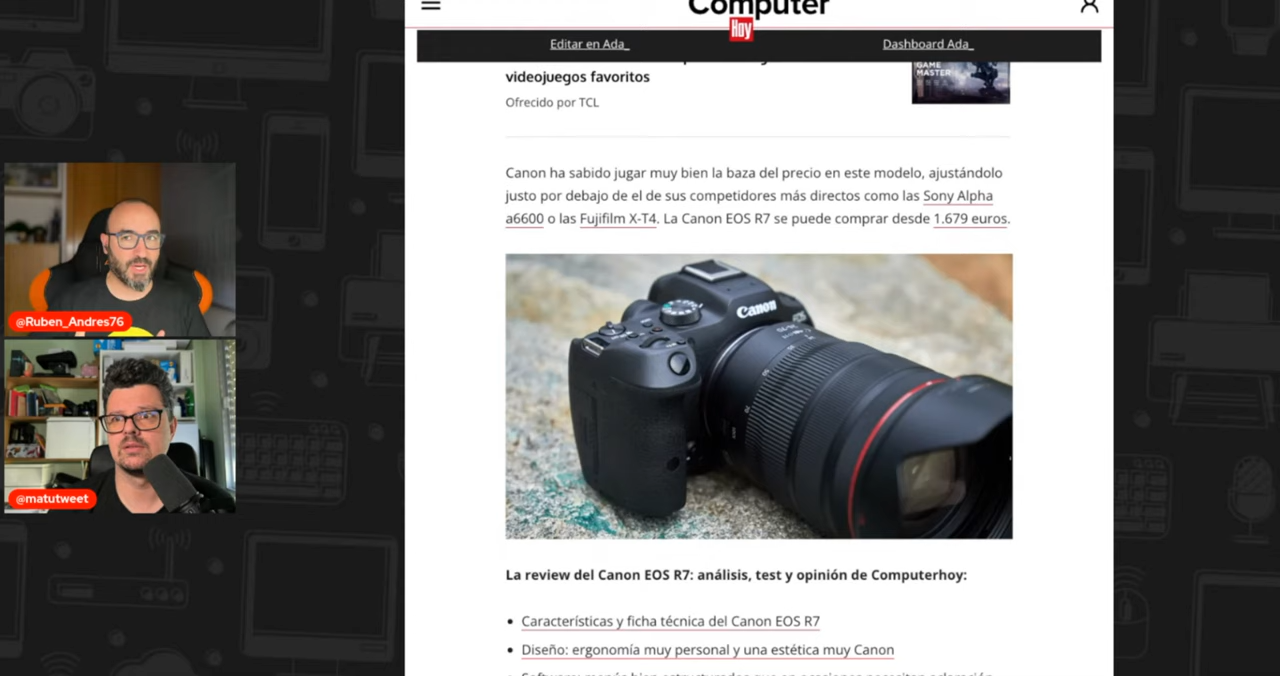 Computer
Hoy
Editar en Ada_
Dashboard Ada_
videojuegos favoritos
GAME
MASTER
Ofrecido por TCL
Canon ha sabido jugar muy bien la baza del precio en este modelo, ajustándolo
justo por debajo de el de sus competidores más directos como las Sony Alpha
a6600 o las Fujifilm X-T4. La Canon EOS R7 se puede comprar desde 1.679 euros.
@Ruben_Andres76
Canon
EOS
@matutweet
La review del Canon EOS R7: análisis, test y opinión de Computerhoy:
• Características y ficha técnica del Canon EOS R7
• Diseño: ergonomía muy personal y una estética muy Canon